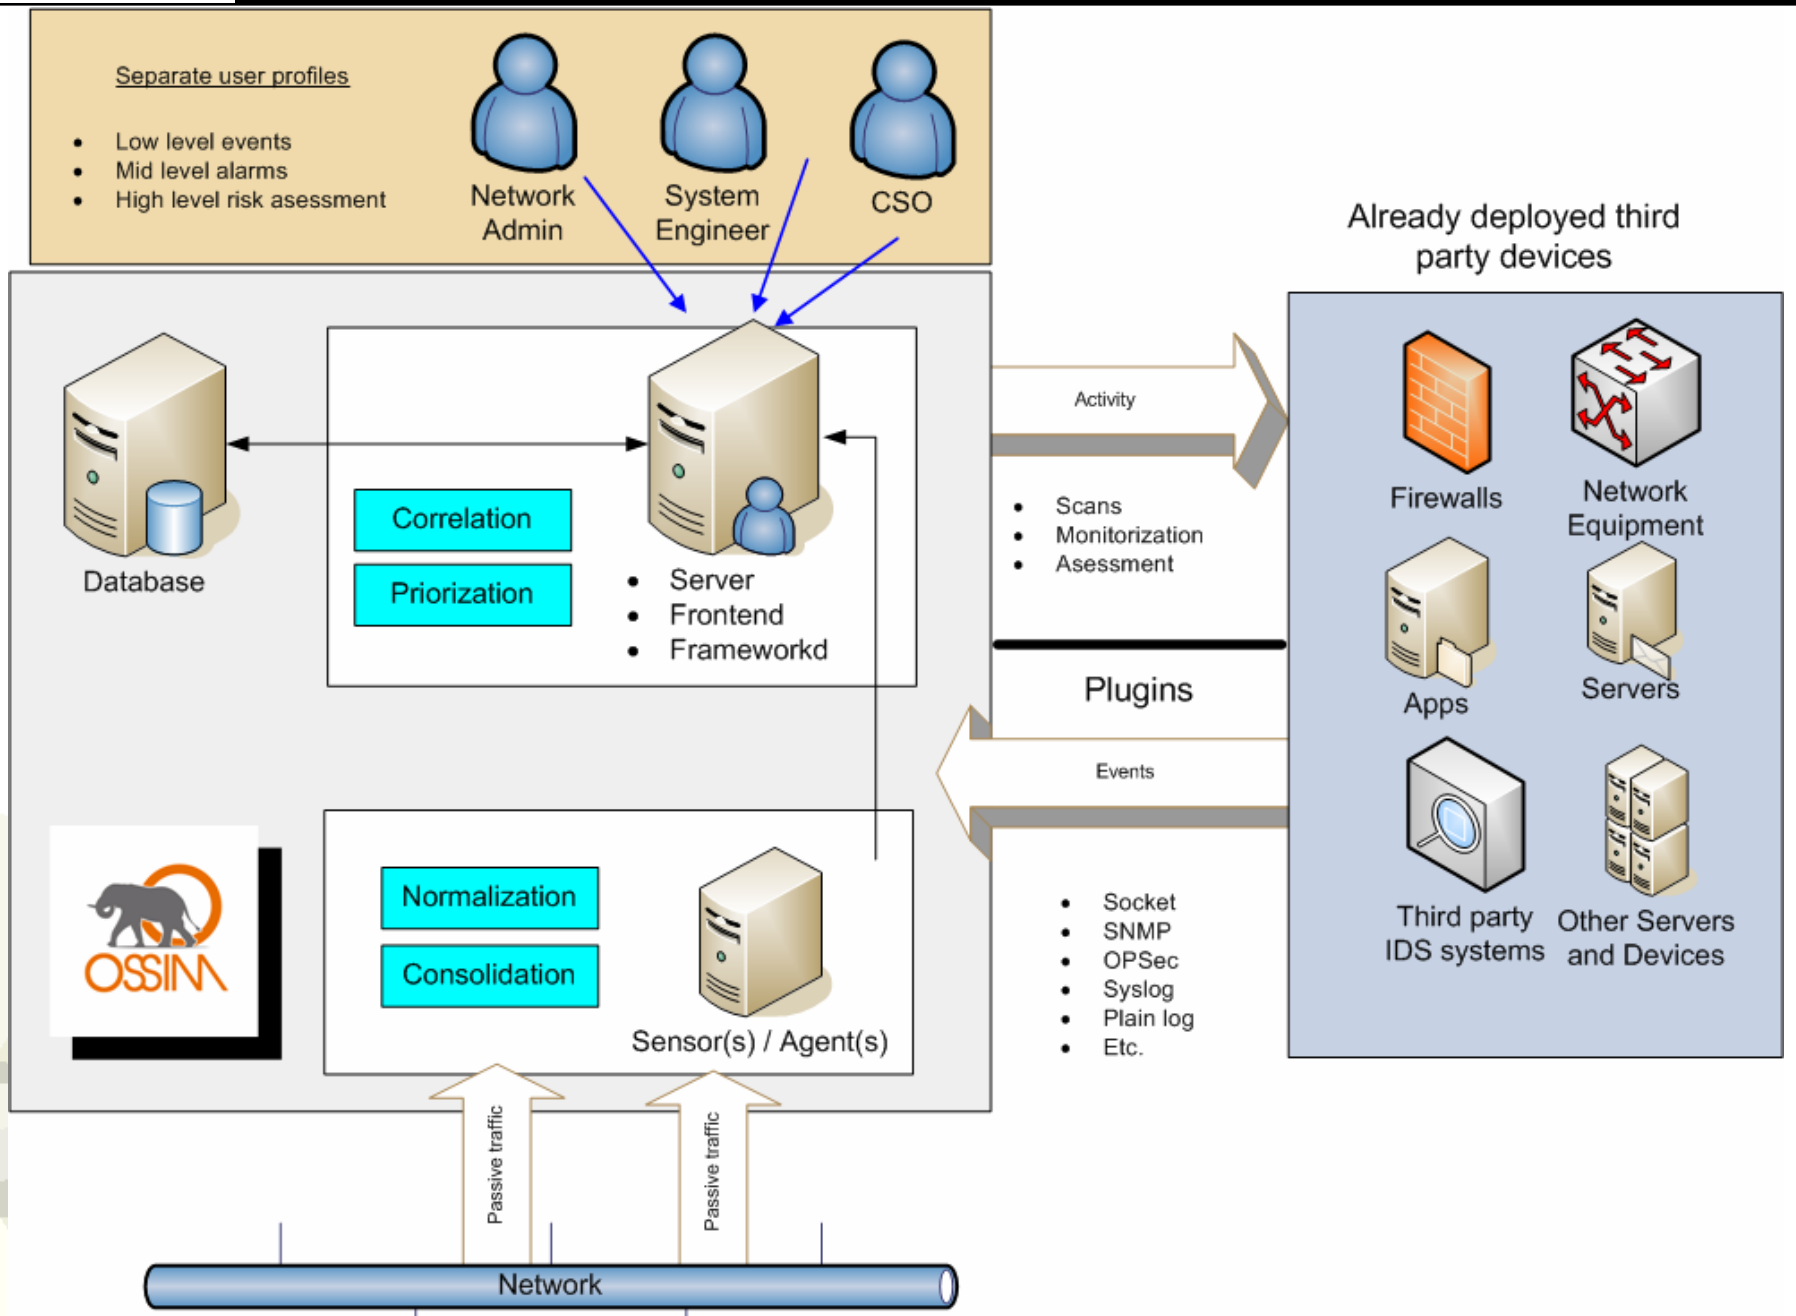 Separate user profiles
Low level events
Mid level alarms
High level risk asessment
Network
Admin
System
Engineer
CSO
Already deployed third
party devices
Database
Correlation
Priorization
Server
Frontend
Frameworkd
Activity
Scans
Monitorization
Asessment
Plugins
Events
Socket
SNMP
OPSec
Syslog
Plain log
Etc.
Firewalls
Network
Equipment
Apps
Servers
Third party
IDS systems
Other Servers
and Devices
OSSIM
Normalization
Consolidation
Sensor(s) / Agent(s)
Passive traffic
Passive traffic
Network